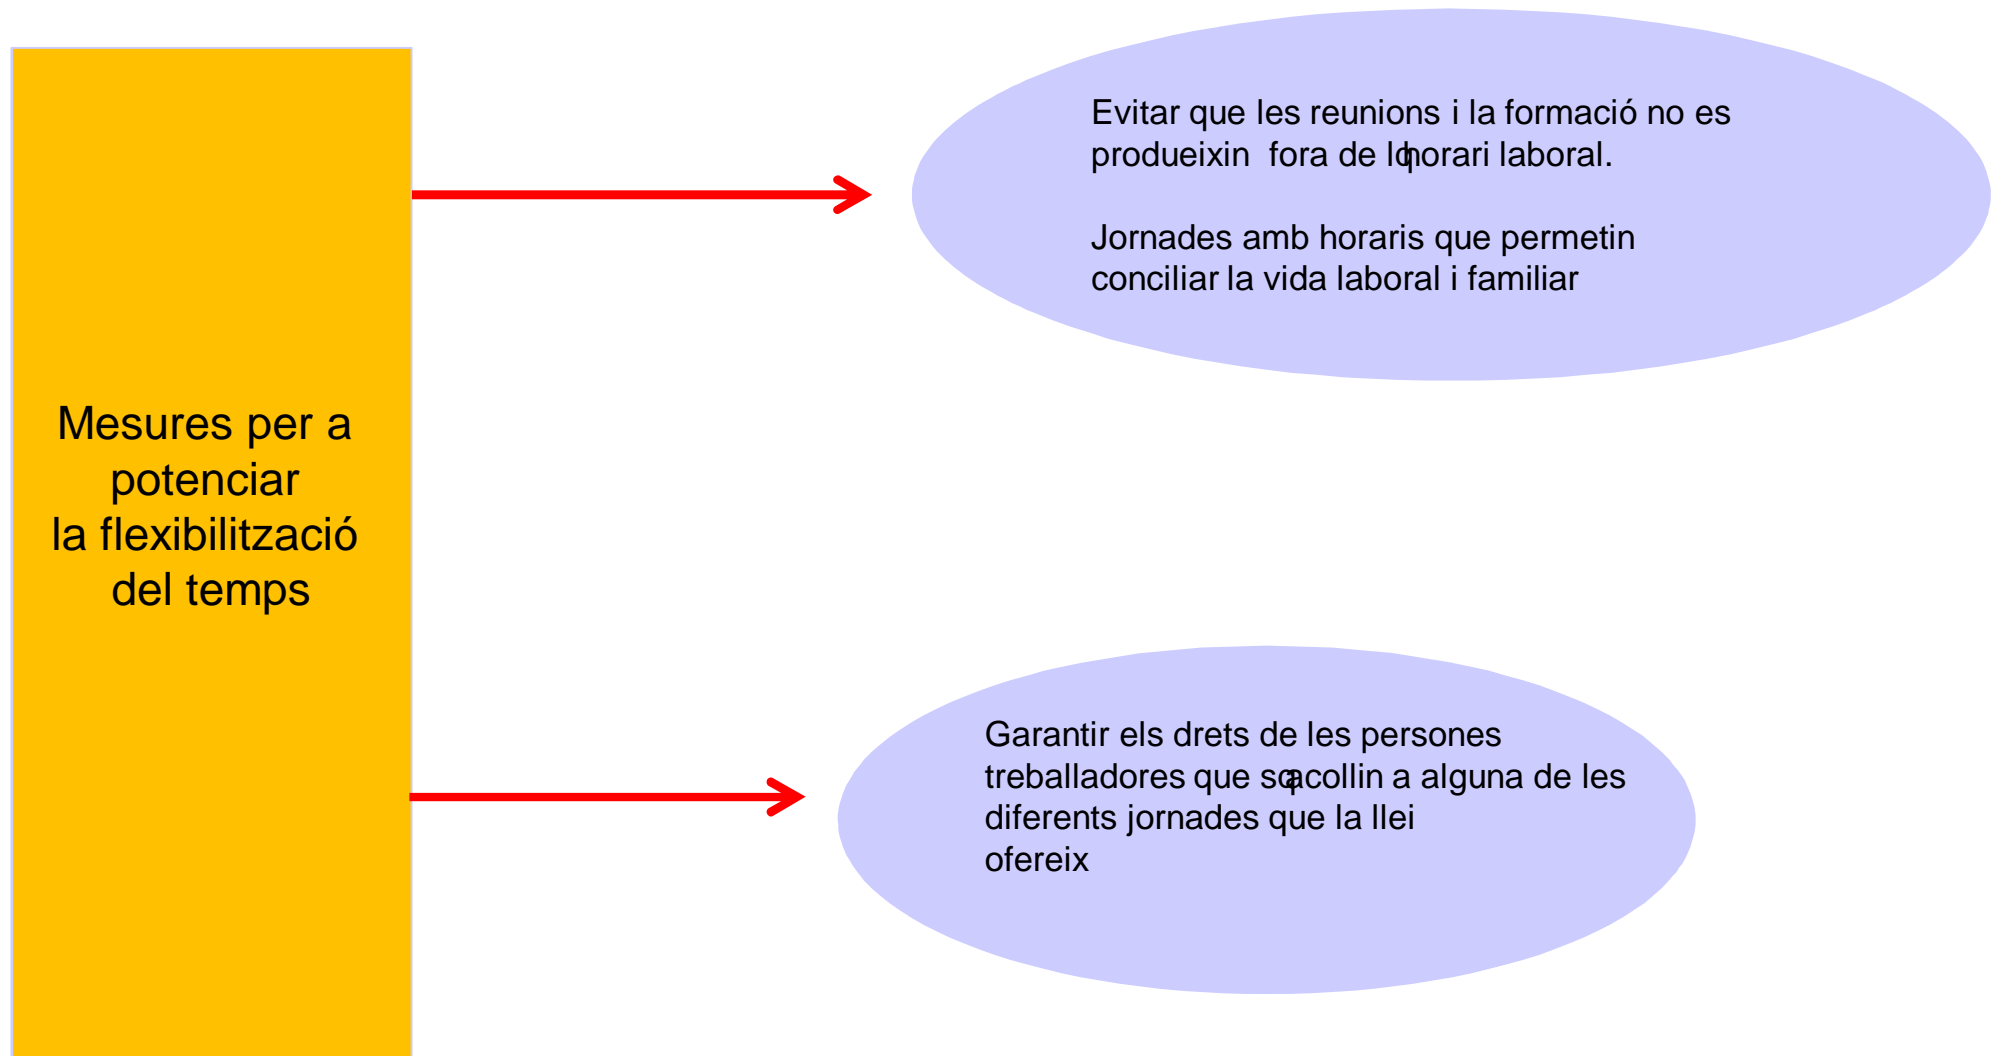 Mesures per a
potenciar
la flexibilització
del temps
Evitar que les reunions i la formació no es
produeixin fora de lqhorari laboral.
Jornades amb horaris que permetin
conciliar la vida laboral i familiar
Garantir els drets de les persones
treballadores que sqacollin a alguna de les
diferents jornades que la llei
ofereix